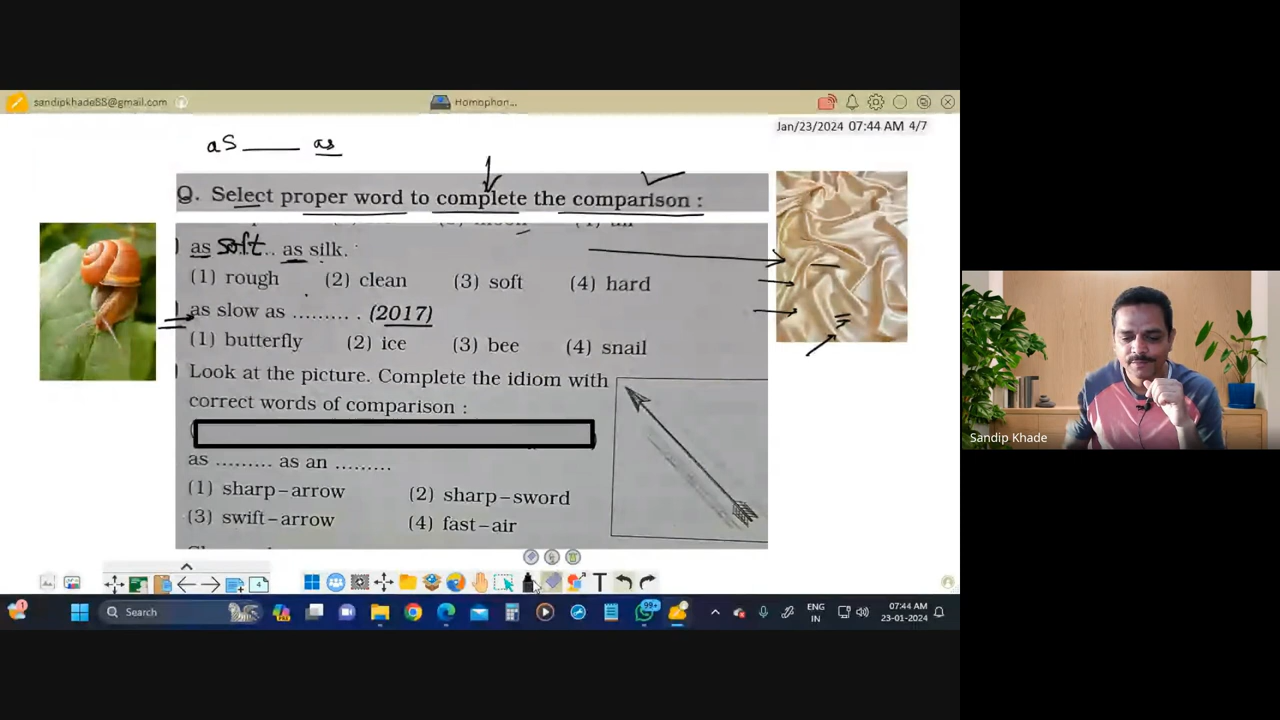 sandipkhade88@gmail.com
Homophon...
Jan/23/2024 07:44 AM 4/7
as ____ as
Q. Select proper word to complete the comparison :
as soft.. as silk.
(1) rough (2) clean (3) soft (4) hard
as slow as ......... . (2017)
(1) butterfly (2) ice (3) bee (4) snail
Look at the picture. Complete the idiom with
correct words of comparison :
as ......... as an .........
(1) sharp–arrow (2) sharp–sword
(3) swift–arrow (4) fast–air
Sandip Khade
4
T
Search
99+
ENG
IN
07:44 AM
23-01-2024
1